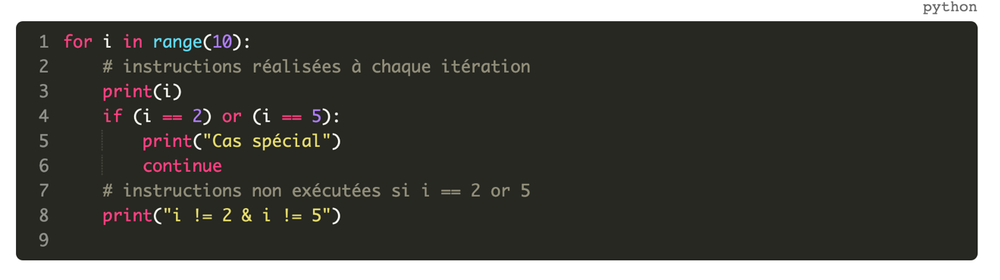 python
1 for i in range(10):
2     # instructions réalisées à chaque itération
3     print(i)
4     if (i == 2) or (i == 5):
5         print("Cas spécial")
6         continue
7     # instructions non exécutées si i == 2 or 5
8     print("i != 2 & i != 5")
9